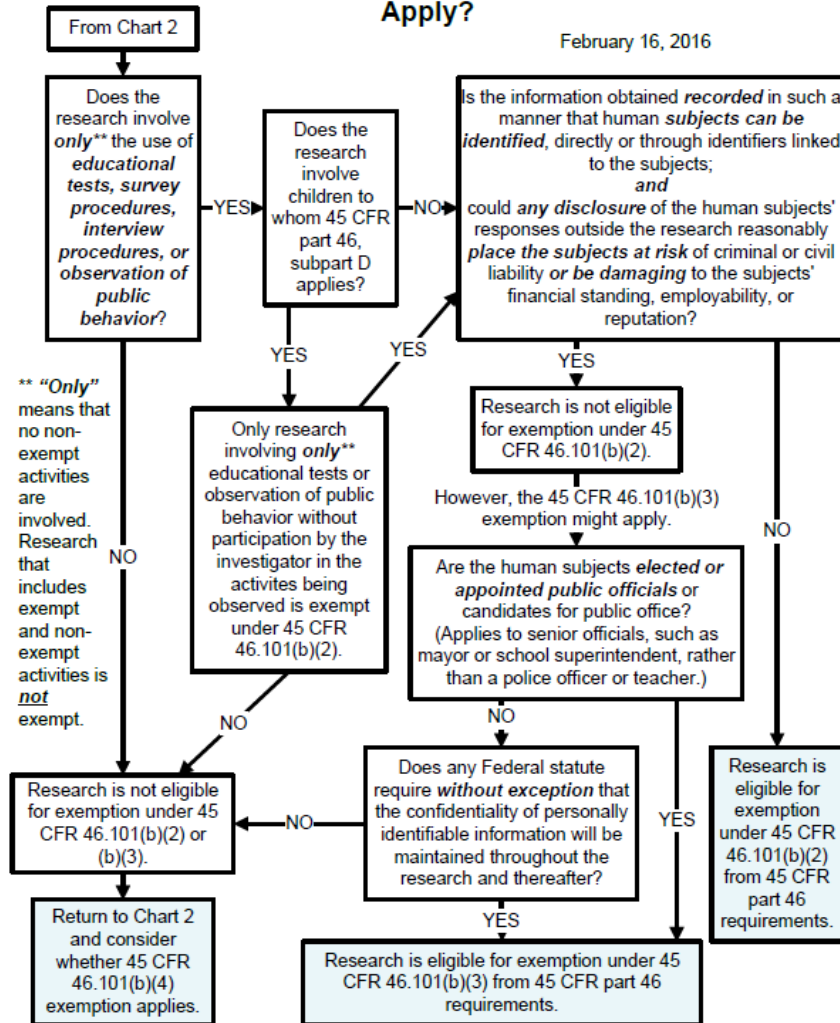 Apply?
February 16, 2016
From Chart 2
Does the
research involve
only** the use of
educational
tests, survey
procedures,
interview
procedures, or
observation of
public
behavior?
YES
Does the
research
involve
children to
whom 45 CFR
part 46,
subpart D
applies?
NO
Is the information obtained recorded in such a
manner that human subjects can be
identified, directly or through identifiers linked
to the subjects;
and
could any disclosure of the human subjects'
responses outside the research reasonably
place the subjects at risk of criminal or civil
liability or be damaging to the subjects'
financial standing, employability, or
reputation?
YES
YES
YES
NO
NO
** "Only"
means that
no non-
exempt
activities
are
involved.
Research
that
includes
exempt
and non-
exempt
activities is
not
exempt.
Only research
involving only**
educational tests or
observation of public
behavior without
participation by the
investigator in the
activites being
observed is exempt
under 45 CFR
46.101(b)(2).
NO
Research is not eligible
for exemption under 45
CFR 46.101(b)(2).
However, the 45 CFR 46.101(b)(3)
exemption might apply.
Are the human subjects elected or
appointed public officials or
candidates for public office?
(Applies to senior officials, such as
mayor or school superintendent, rather
than a police officer or teacher.)
NO
YES
Does any Federal statute
require without exception that
the confidentiality of personally
identifiable information will be
maintained throughout the
research and thereafter?
NO
YES
Research is not eligible
for exemption under 45
CFR 46.101(b)(2) or
(b)(3).
Return to Chart 2
and consider
whether 45 CFR
46.101(b)(4)
exemption applies.
Research is eligible for exemption under 45
CFR 46.101(b)(3) from 45 CFR part 46
requirements.
Research is
eligible for
exemption
under 45 CFR
46.101(b)(2)
from 45 CFR
part 46
requirements.